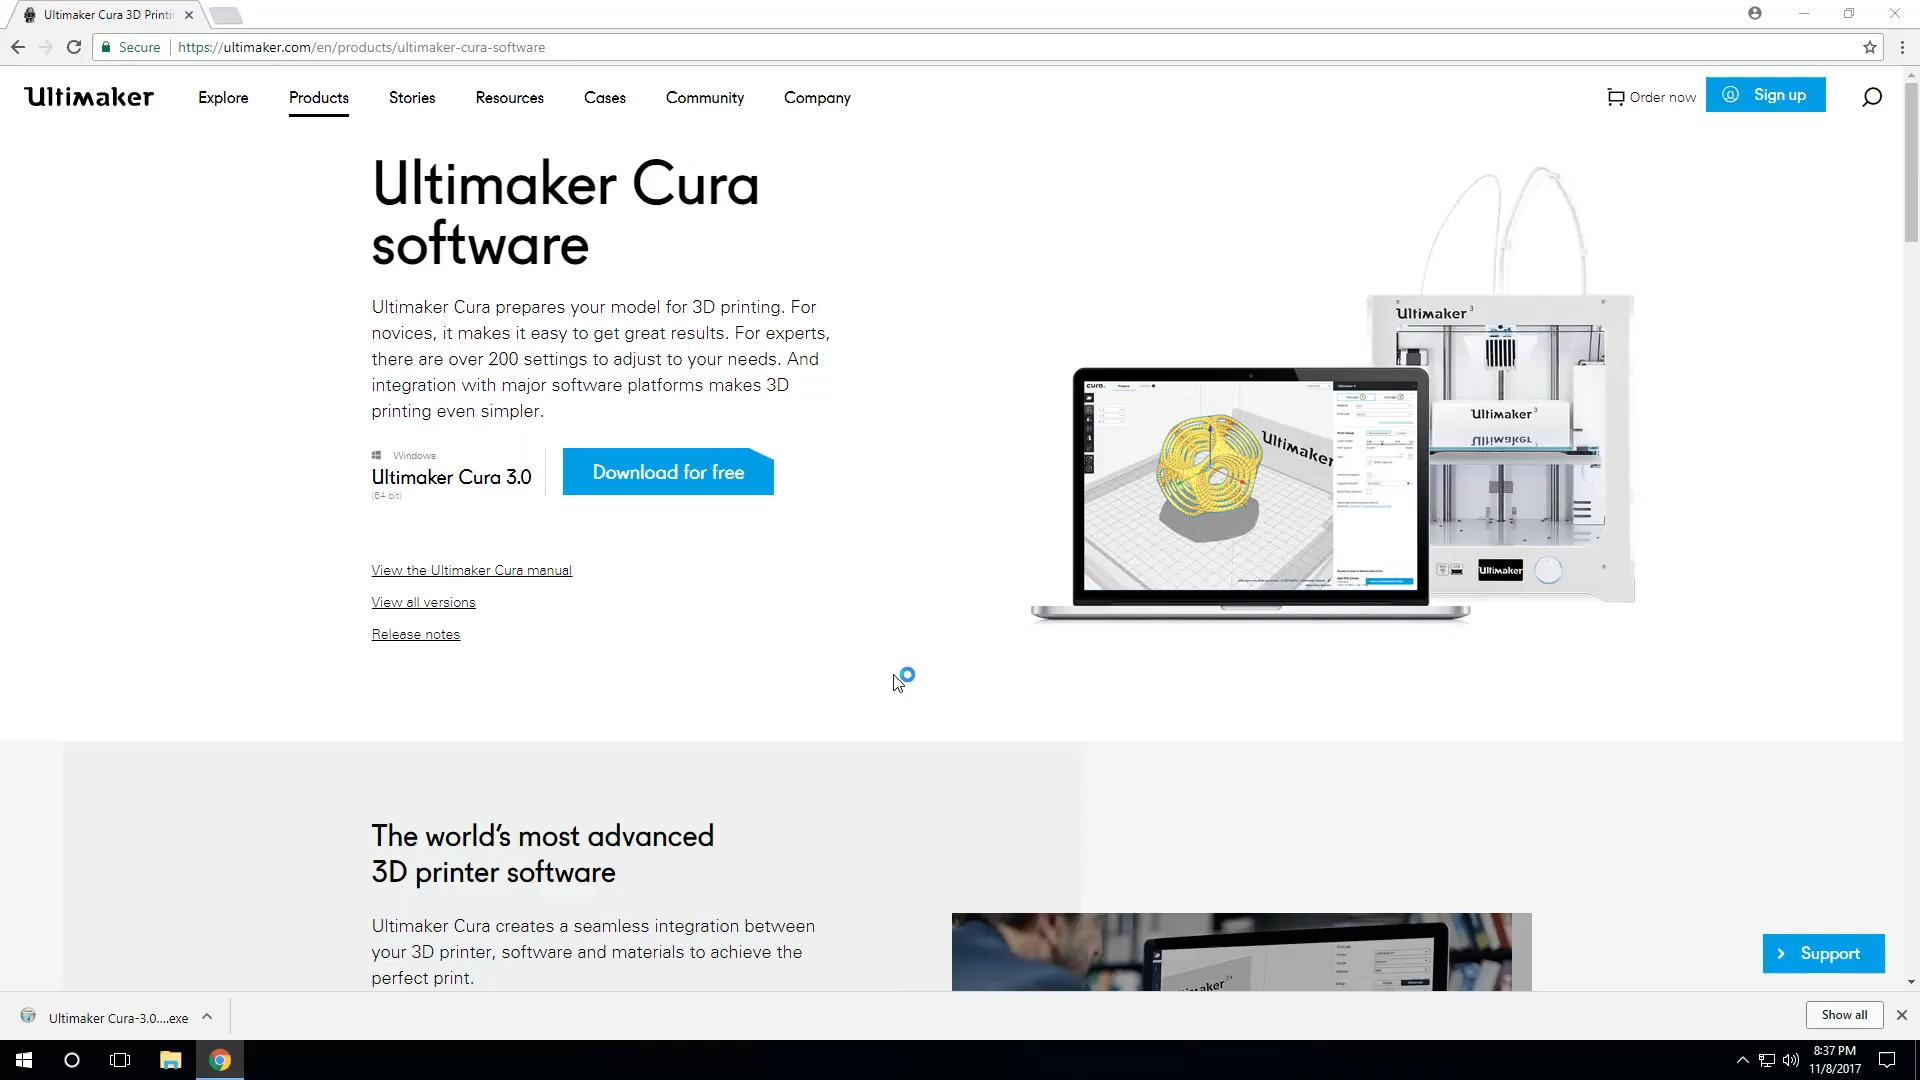 Ultimaker Cura 3D Printi
Secure
https://ultimaker.com/en/products/ultimaker-cura-software
Ultimaker
Explore
Products
Stories
Resources
Cases
Community
Company
Order now
Sign up
Ultimaker Cura
software
Ultimaker Cura prepares your model for 3D printing. For
novices, it makes it easy to get great results. For experts,
there are over 200 settings to adjust to your needs. And
integration with major software platforms makes 3D
printing even simpler.
Windows
Ultimaker Cura 3.0
(64 bit)
Download for free
View the Ultimaker Cura manual
View all versions
Release notes
Ultimaker 3
cura.
Ultimaker
Ultimaker 3
Ultimaker
The world's most advanced
3D printer software
Ultimaker Cura creates a seamless integration between
your 3D printer, software and materials to achieve the
perfect print.
Support
Ultimaker Cura-3.0....exe
Show all
8:37 PM
11/8/2017